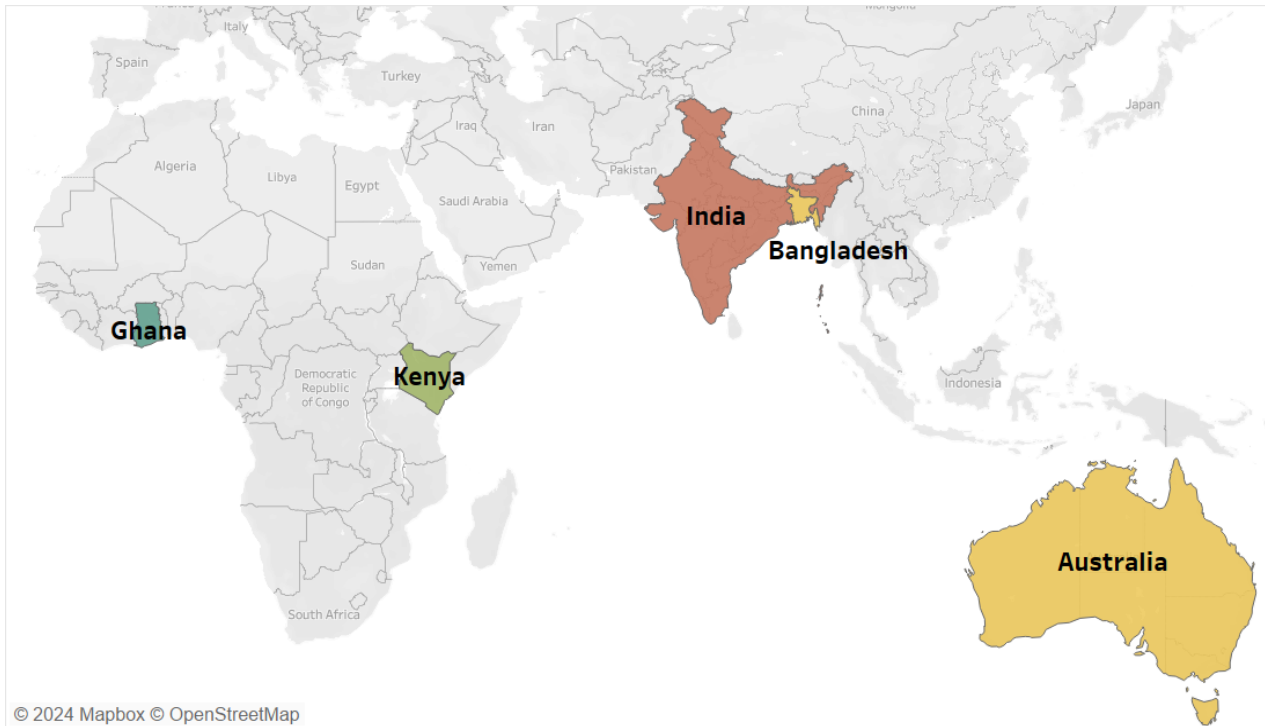 France
Mongolia
Italy
Spain
Turkey
Japan
China
Iraq
Iran
Algeria
Libya
Egypt
Pakistan
Saudi Arabia
India
Bangladesh
Sudan
Yemen
Ghana
Kenya
Democratic
Republic
of Congo
Indonesia
Australia
South Africa
© 2024 Mapbox © OpenStreetMap